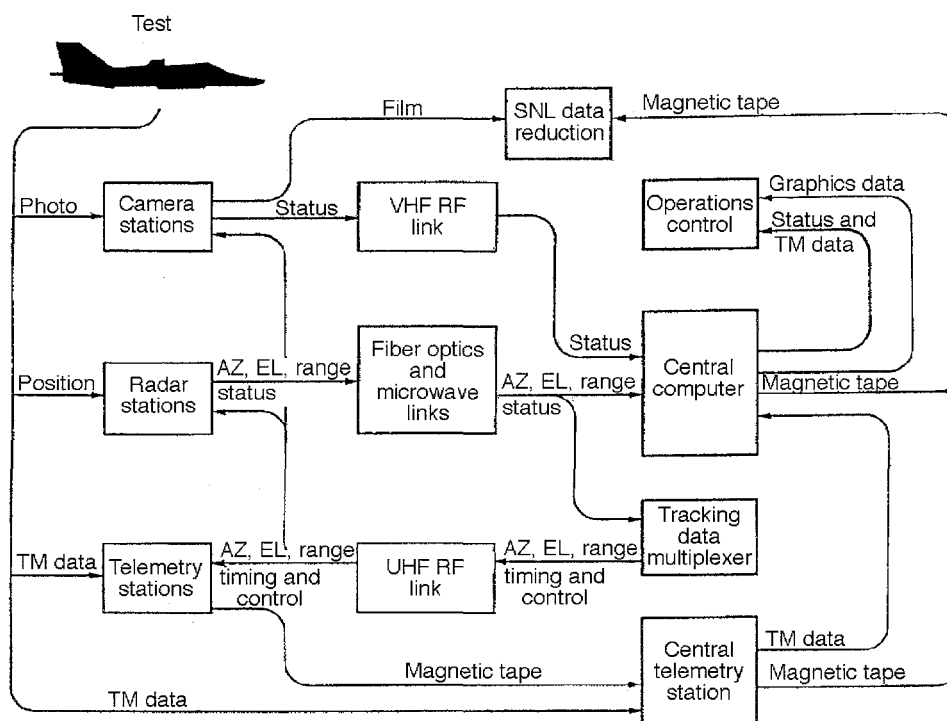 Test
Film
SNL data
reduction
Magnetic tape
Photo
Camera
stations
Status
VHF RF
link
Operations
control
Graphics data
Status and
TM data
Status
Position
Radar
stations
AZ, EL, range
status
Fiber optics
and
microwave
links
AZ, EL, range
status
Central
computer
Magnetic tape
TM data
Telemetry
stations
AZ, EL, range
timing and
control
UHF RF
link
AZ, EL, range
timing and
control
Tracking
data
multiplexer
Magnetic tape
Central
telemetry
station
TM data
Magnetic tape
TM data